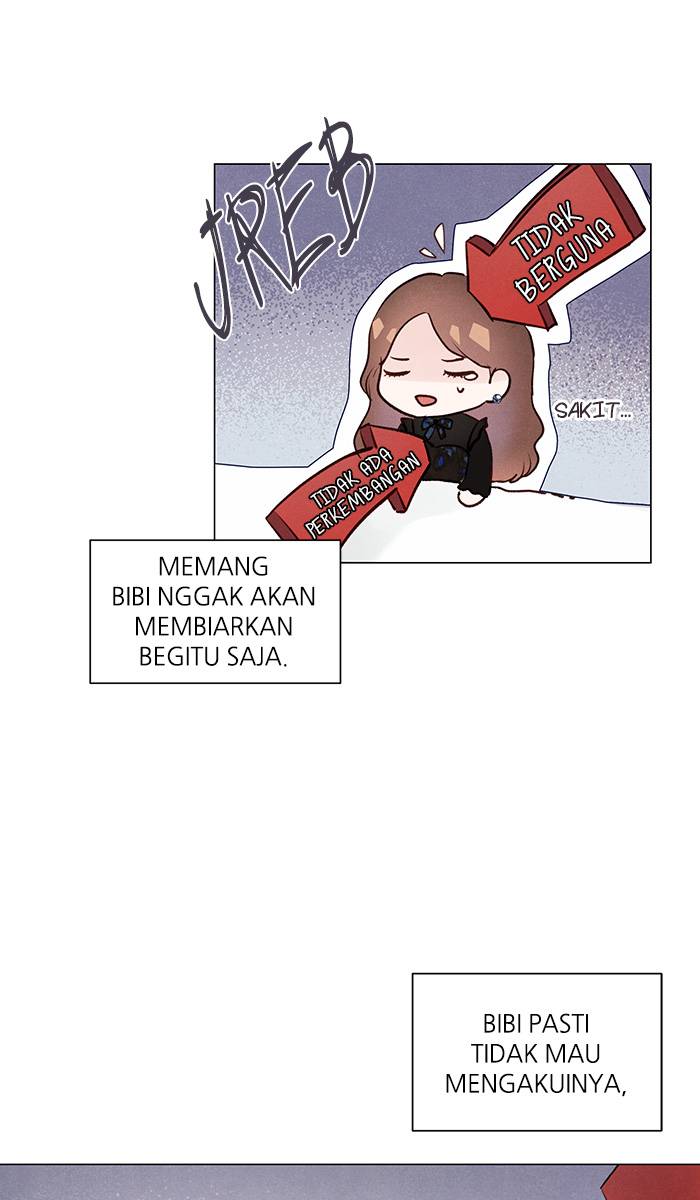 JREB
TIDAK
BERGUNA
SAKIT...
TIDAK ADA
PERKEMBANGAN
MEMANG
BIBI NGGAK AKAN
MEMBIARKAN
BEGITU SAJA.
BIBI PASTI
TIDAK MAU
MENGAKUINYA,